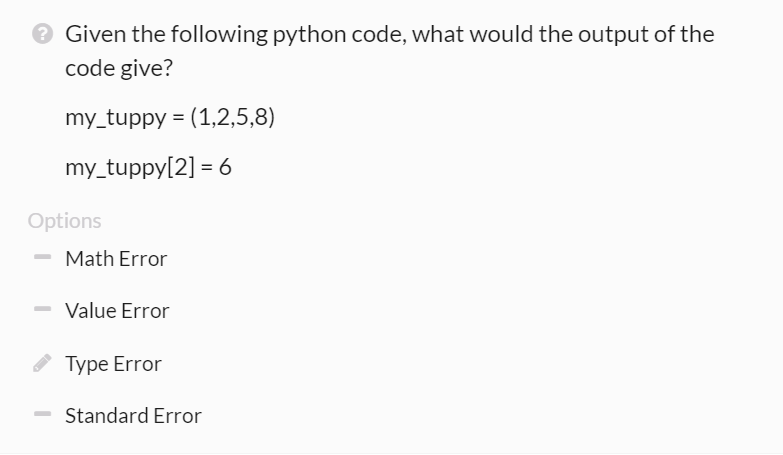 Given the following python code, what would the output of the
code give?
my_tuppy = (1,2,5,8)
my_tuppy[2] = 6
Options
Math Error
Value Error
Type Error
Standard Error